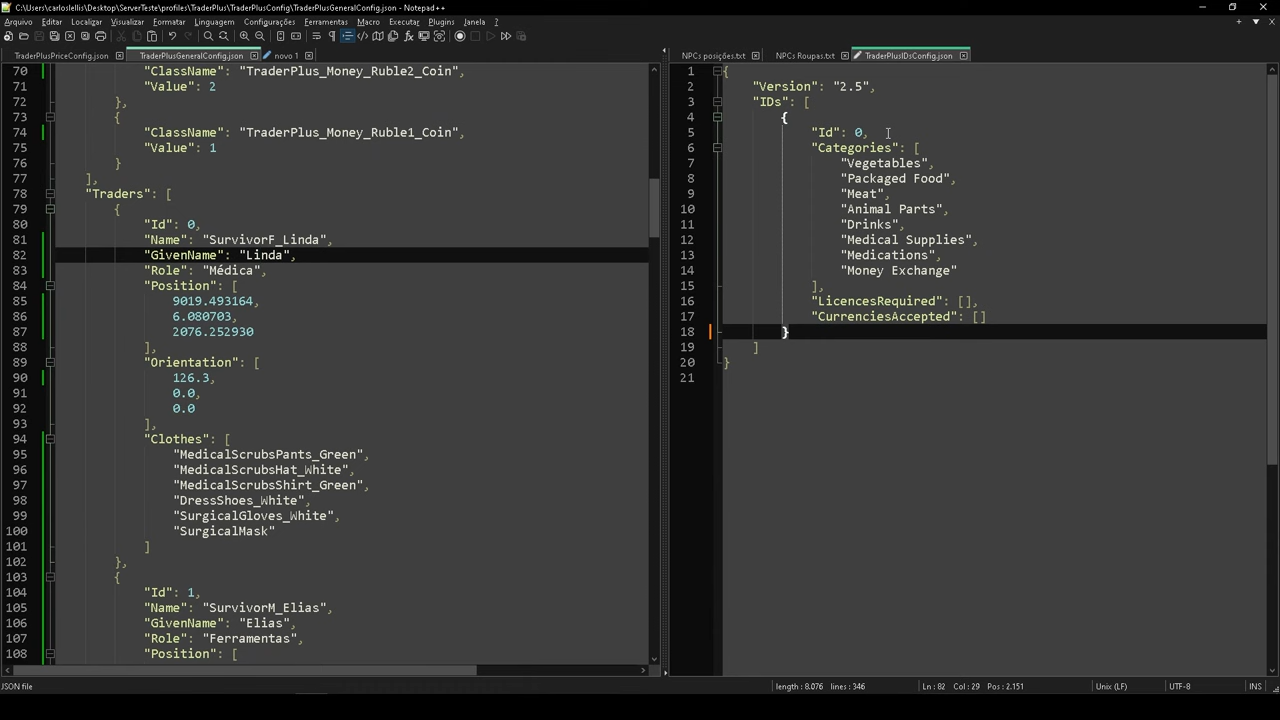 C:\Users\carloslellis\Desktop\ServerTeste\profiles\TraderPlus\TraderPlusConfig\TraderPlusGeneralConfig.json - Notepad++
Arquivo Editar Localizar Visualizar Formatar Linguagem Configurações Ferramentas Macro Executar Plugins Janela ?
TraderPlusPriceConfig.json TraderPlusGeneralConfig.json novo 1
70 "ClassName": "TraderPlus_Money_Ruble2_Coin",
71 "Value": 2
72 },
73 {
74 "ClassName": "TraderPlus_Money_Ruble1_Coin",
75 "Value": 1
76 }
77 ],
78 "Traders": [
79 {
80 "Id": 0,
81 "Name": "SurvivorF_Linda",
82 "GivenName": "Linda",
83 "Role": "Médica",
84 "Position": [
85 9019.493164,
86 6.080703,
87 2076.252930
88 ],
89 "Orientation": [
90 126.3,
91 0.0,
92 0.0
93 ],
94 "Clothes": [
95 "MedicalScrubsPants_Green",
96 "MedicalScrubsHat_White",
97 "MedicalScrubsShirt_Green",
98 "DressShoes_White",
99 "SurgicalGloves_White",
100 "SurgicalMask"
101 ]
102 },
103 {
104 "Id": 1,
105 "Name": "SurvivorM_Elias",
106 "GivenName": "Elias",
107 "Role": "Ferramentas",
108 "Position": [
NPCs posições.txt NPCs Roupas.txt TraderPlusIDsConfig.json
1 {
2 "Version": "2.5",
3 "IDs": [
4 {
5 "Id": 0,
6 "Categories": [
7 "Vegetables",
8 "Packaged Food",
9 "Meat",
10 "Animal Parts",
11 "Drinks",
12 "Medical Supplies",
13 "Medications",
14 "Money Exchange"
15 ],
16 "LicencesRequired": [],
17 "CurrenciesAccepted": []
18 }
19 ]
20 }
21
JSON file length : 8.076 lines : 346 Ln : 82 Col : 29 Pos : 2.151 Unix (LF) UTF-8 INS